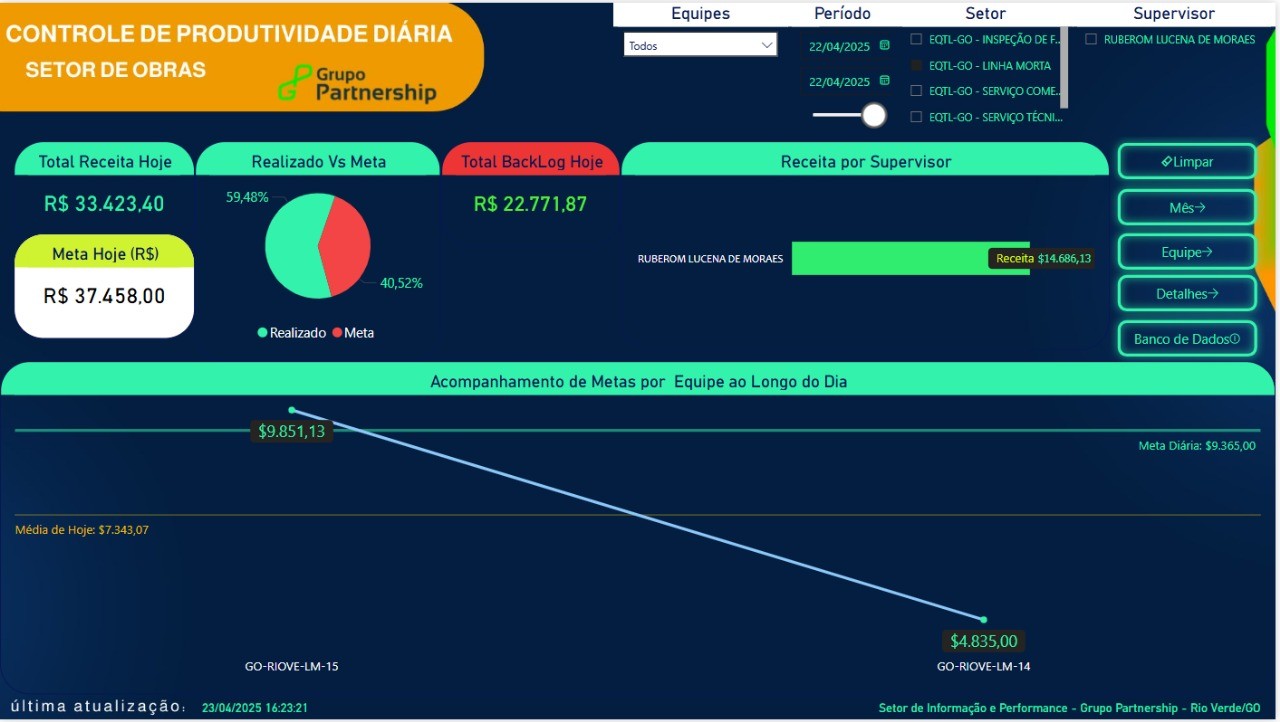 CONTROLE DE PRODUTIVIDADE DIÁRIA
SETOR DE OBRAS
Grupo
Partnership
Equipes
Todos
Período
22/04/2025
22/04/2025
Setor
EQTL-GO - INSPEÇÃO DE F...
EQTL-GO - LINHA MORTA
EQTL-GO - SERVIÇO COME...
EQTL-GO - SERVIÇO TÉCNI...
Supervisor
RUBEROM LUCENA DE MORAES
Total Receita Hoje
R$ 33.423,40
Meta Hoje (R$)
R$ 37.458,00
Realizado Vs Meta
59,48%
40,52%
Realizado Meta
Total BackLog Hoje
R$ 22.771,87
Receita por Supervisor
RUBEROM LUCENA DE MORAES
Receita $14.686,13
Limpar
Mês
Equipe
Detalhes
Banco de Dados
Acompanhamento de Metas por Equipe ao Longo do Dia
$9.851,13
Meta Diária: $9.365,00
Média de Hoje: $7.343,07
$4.835,00
GO-RIOVE-LM-15
GO-RIOVE-LM-14
última atualização: 23/04/2025 16:23:21
Setor de Informação e Performance - Grupo Partnership - Rio Verde/GO